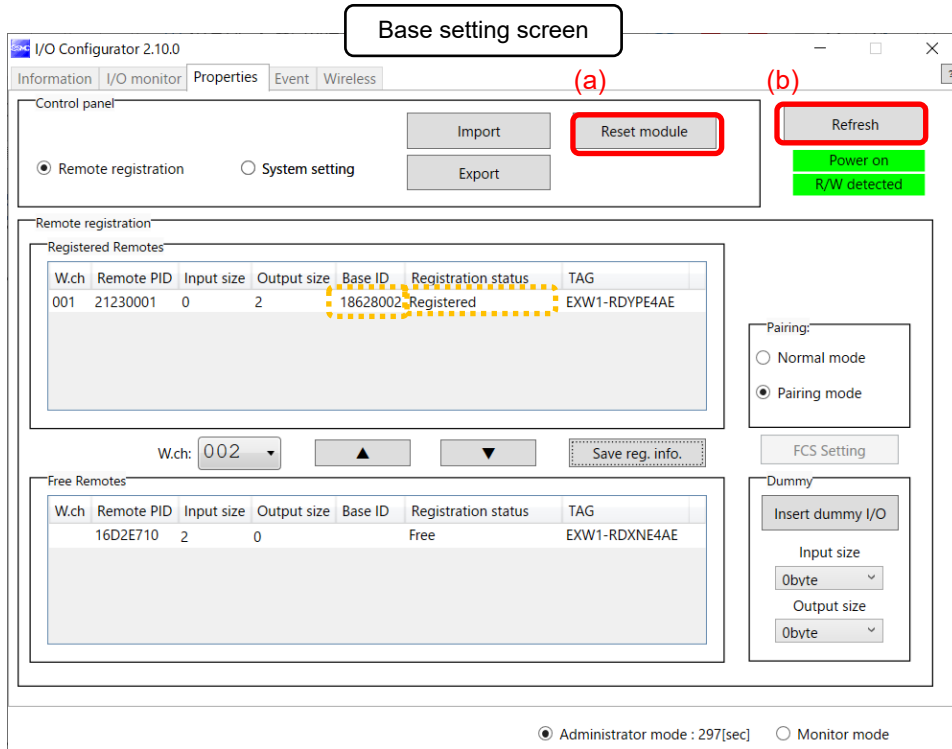 Base setting screen
I/O Configurator 2.10.0
Information I/O monitor Properties Event Wireless
(a) (b)
Control panel
Import Reset module Refresh
Remote registration System setting Export
Power on
R/W detected
Remote registration
Registered Remotes
W.ch Remote PID Input size Output size Base ID Registration status TAG
001 21230001 0 2 18628002 Registered EXW1-RDYPE4AE
Pairing:
Normal mode
Pairing mode
W.ch: 002 ▲ ▼ Save reg. info. FCS Setting
Free Remotes
W.ch Remote PID Input size Output size Base ID Registration status TAG
16D2E710 2 0 Free EXW1-RDXNE4AE
Dummy
Insert dummy I/O
Input size
0byte
Output size
0byte
Administrator mode : 297[sec] Monitor mode